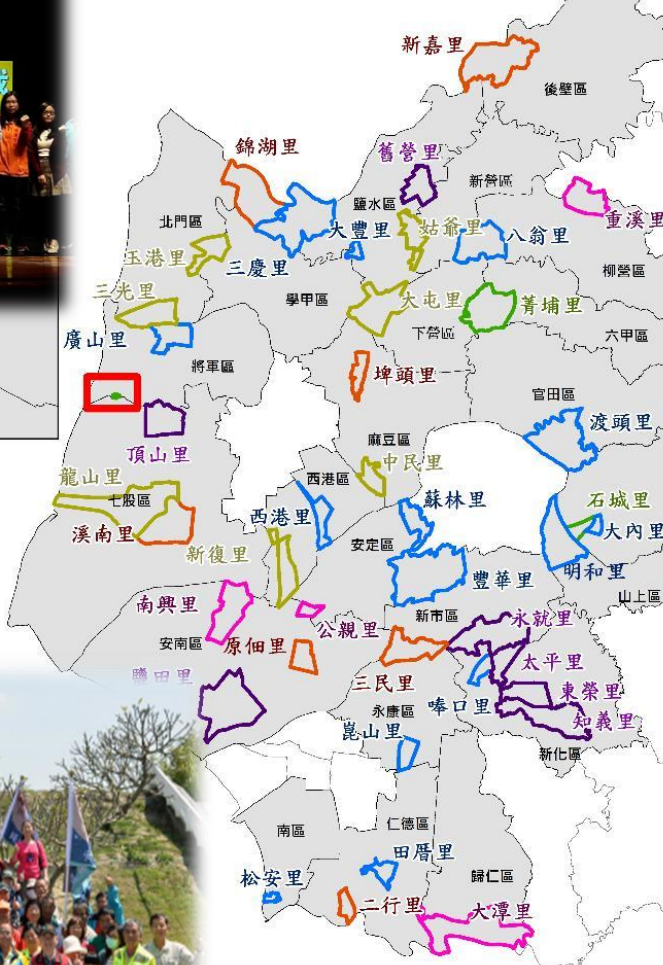 新嘉里
後壁區
錦湖里
舊營里
新營區
鹽水區
重溪里
北門區
大豐里
姑爺里
八翁里
玉港里
三慶里
柳營區
三光里
學甲區
大屯里
菁埔里
下營區
六甲區
廣山里
將軍區
埤頭里
官田區
渡頭里
頂山里
麻豆區
中民里
龍山里
七股區
西港區
西港里
蘇林里
石城里
大內里
溪南里
新復里
安定區
豐華里
明和里
山上區
南興里
公親里
新市區
永就里
安南區
原佃里
太平里
鹽田里
三民里
東榮里
永康區
唪口里
知義里
崑山里
新化區
南區
仁德區
田厝里
松安里
歸仁區
二行里
大潭里